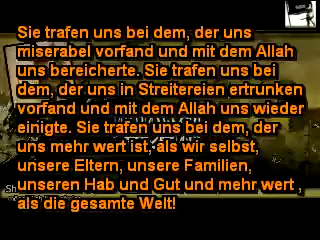 Sie trafen uns bei dem, der uns
miserabel vorfand und mit dem Allah
uns bereicherte. Sie trafen uns bei
dem, der uns in Streitereien ertrunken
vorfand und mit dem Allah uns wieder
einigte. Sie trafen uns bei dem, der
uns mehr wert ist, als wir selbst,
unsere Eltern, unsere Familien,
unseren Hab und Gut und mehr wert ,
als die gesamte Welt!